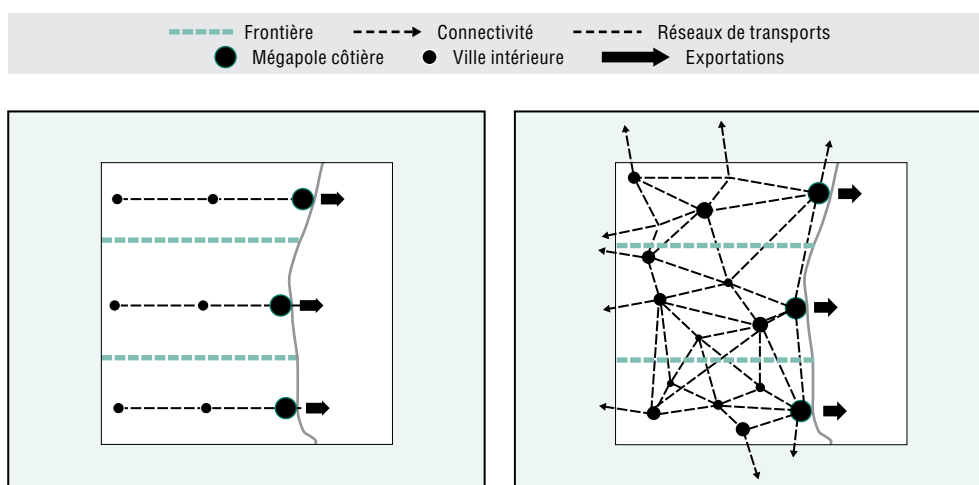 Frontière Connectivité Réseaux de transports
Mégapole côtière Ville intérieure Exportations